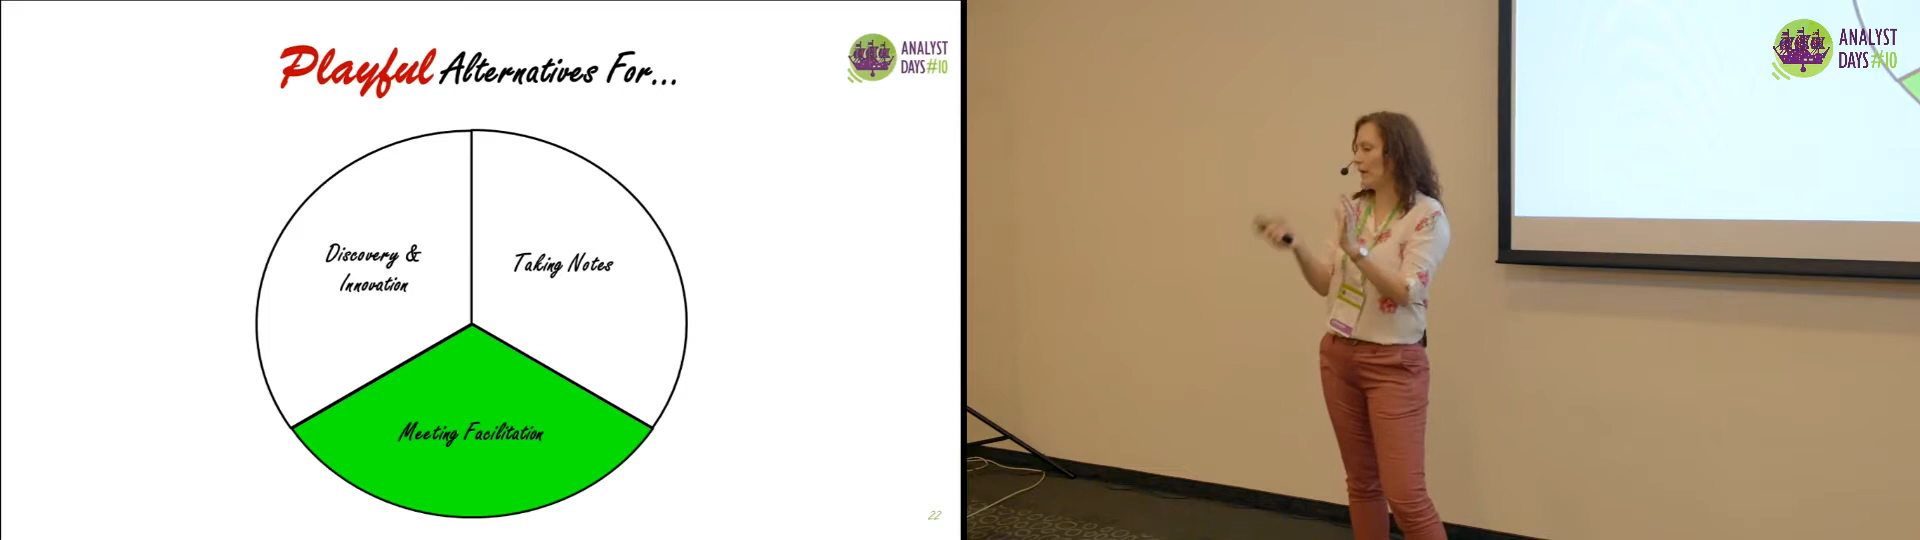 Playful Alternatives For...
ANALYST
DAYS#10
Discovery &
Innovation
Taking Notes
Meeting Facilitation
22
ANALYST
DAYS#10